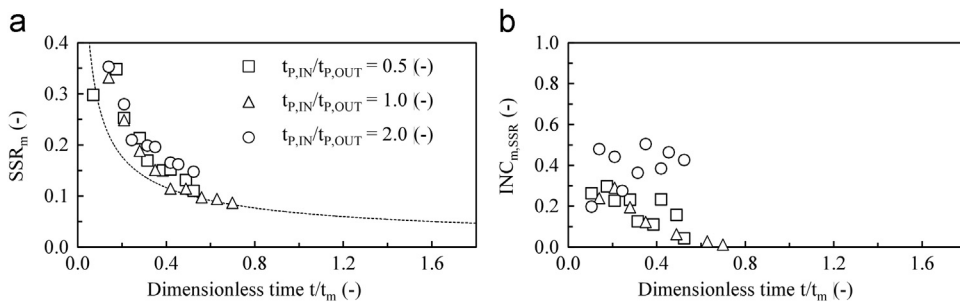 a
0.4
0.3
0.2
0.1
0.0
SSRm (-)
tP,IN/tP,OUT = 0.5 (-)
tP,IN/tP,OUT = 1.0 (-)
tP,IN/tP,OUT = 2.0 (-)
0.0 0.4 0.8 1.2 1.6
Dimensionless time t/tm (-)
b
1.0
0.8
0.6
0.4
0.2
0.0
INCm,SSR (-)
0.0 0.4 0.8 1.2 1.6
Dimensionless time t/tm (-)